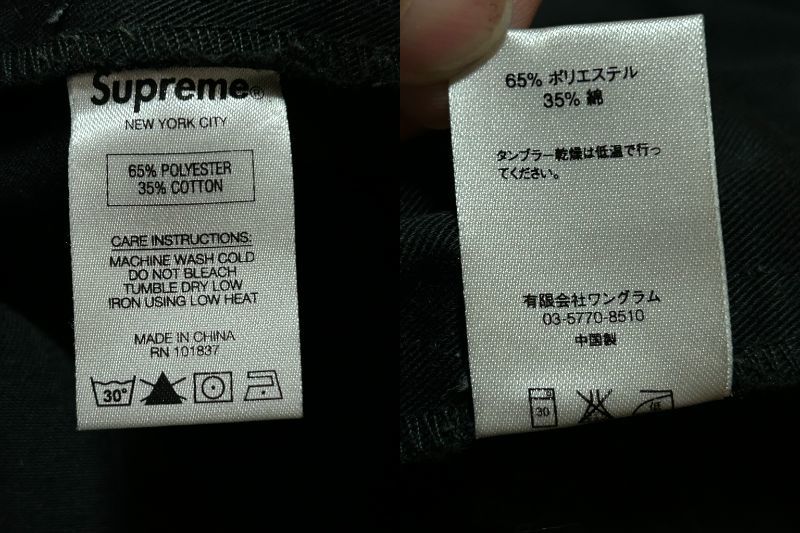 Supreme®
NEW YORK CITY
65% POLYESTER
35% COTTON
CARE INSTRUCTIONS:
MACHINE WASH COLD
DO NOT BLEACH
TUMBLE DRY LOW
IRON USING LOW HEAT
MADE IN CHINA
RN 101837
30°
65% ポリエステル
35% 綿
タンブラー乾燥は低温で行っ
てください。
有限会社ワングラム
03-5770-8510
中国製
30
低